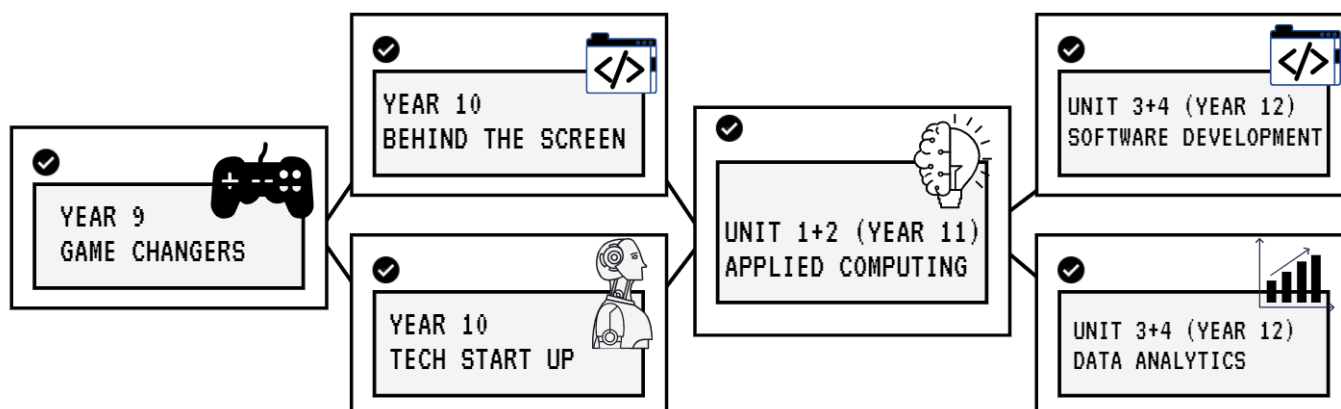 YEAR 9
GAME CHANGERS
YEAR 10
BEHIND THE SCREEN
</>
YEAR 10
TECH START UP
UNIT 1+2 (YEAR 11)
APPLIED COMPUTING
UNIT 3+4 (YEAR 12)
SOFTWARE DEVELOPMENT
</>
UNIT 3+4 (YEAR 12)
DATA ANALYTICS